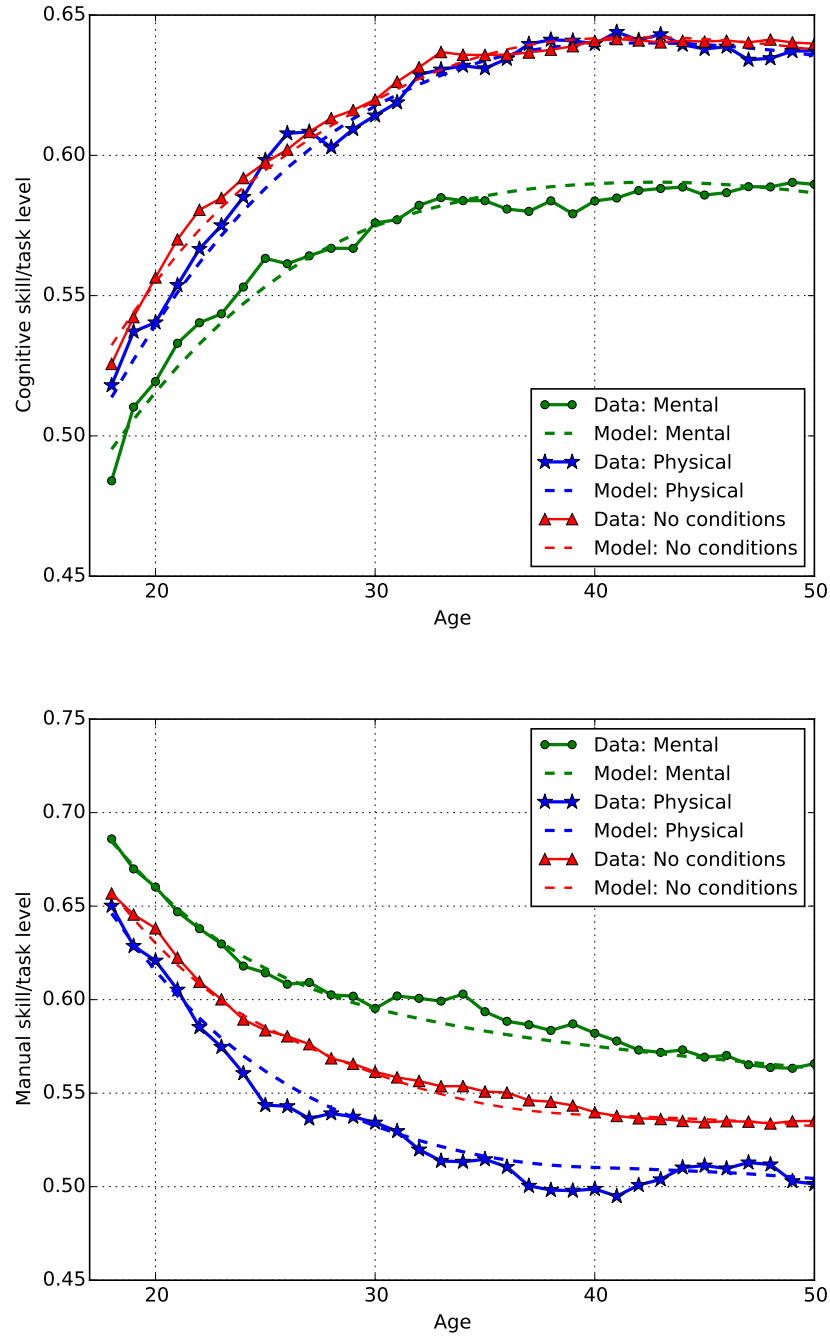 0.65
0.60
0.55
0.50
0.45
Cognitive skill/task level
Data: Mental
Model: Mental
Data: Physical
Model: Physical
Data: No conditions
Model: No conditions
20 30 40 50
Age
0.75
0.70
0.65
0.60
0.55
0.50
0.45
Manual skill/task level
Data: Mental
Model: Mental
Data: Physical
Model: Physical
Data: No conditions
Model: No conditions
20 30 40 50
Age